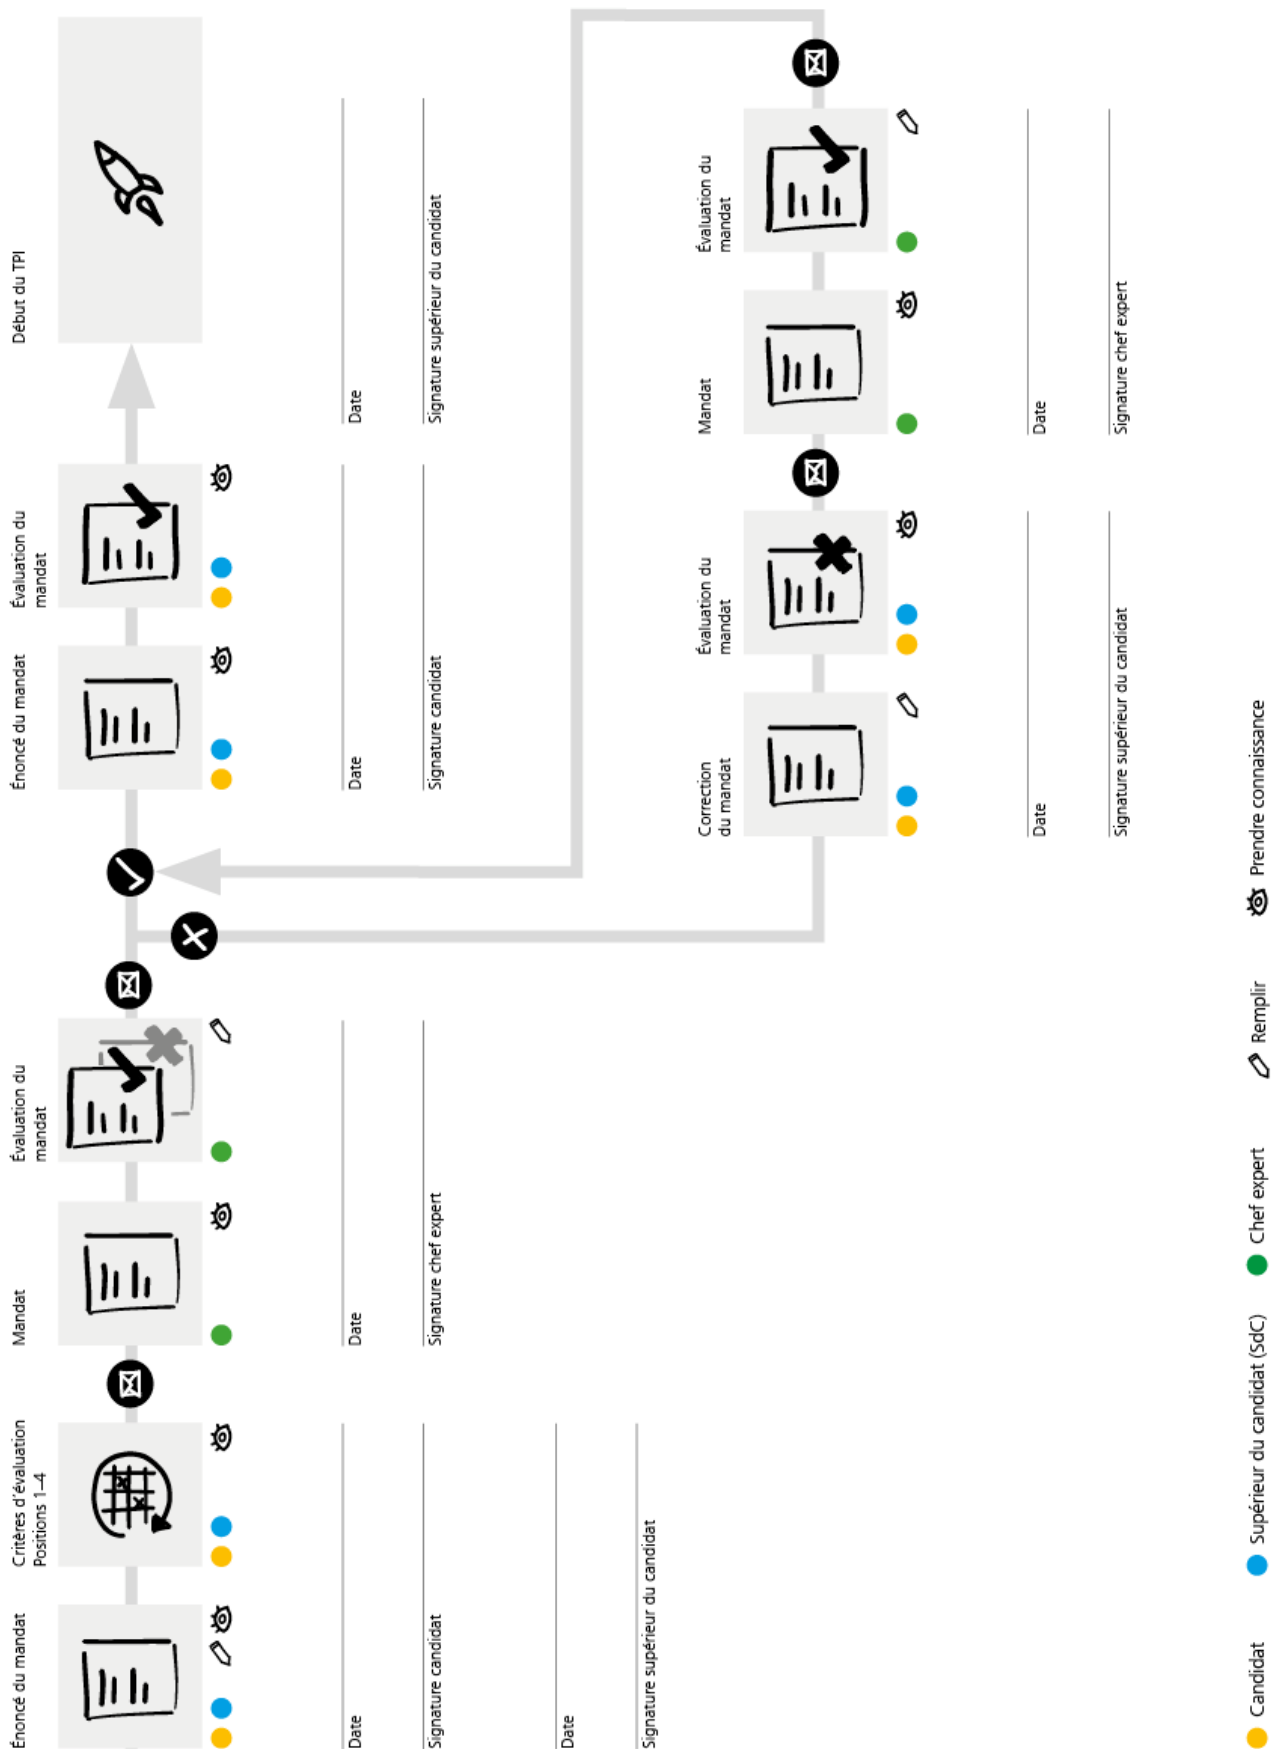 Énoncé du mandat
Critères d'évaluation
Positions 1–4
Mandat
Évaluation du
mandat
Énoncé du mandat
Évaluation du
mandat
Début du TPI
Date
Signature candidat
Date
Signature supérieur du candidat
Date
Signature chef expert
Date
Signature candidat
Date
Signature supérieur du candidat
Correction
du mandat
Évaluation du
mandat
Mandat
Évaluation du
mandat
Date
Signature supérieur du candidat
Date
Signature chef expert
Candidat
Supérieur du candidat (SdC)
Chef expert
Remplir
Prendre connaissance